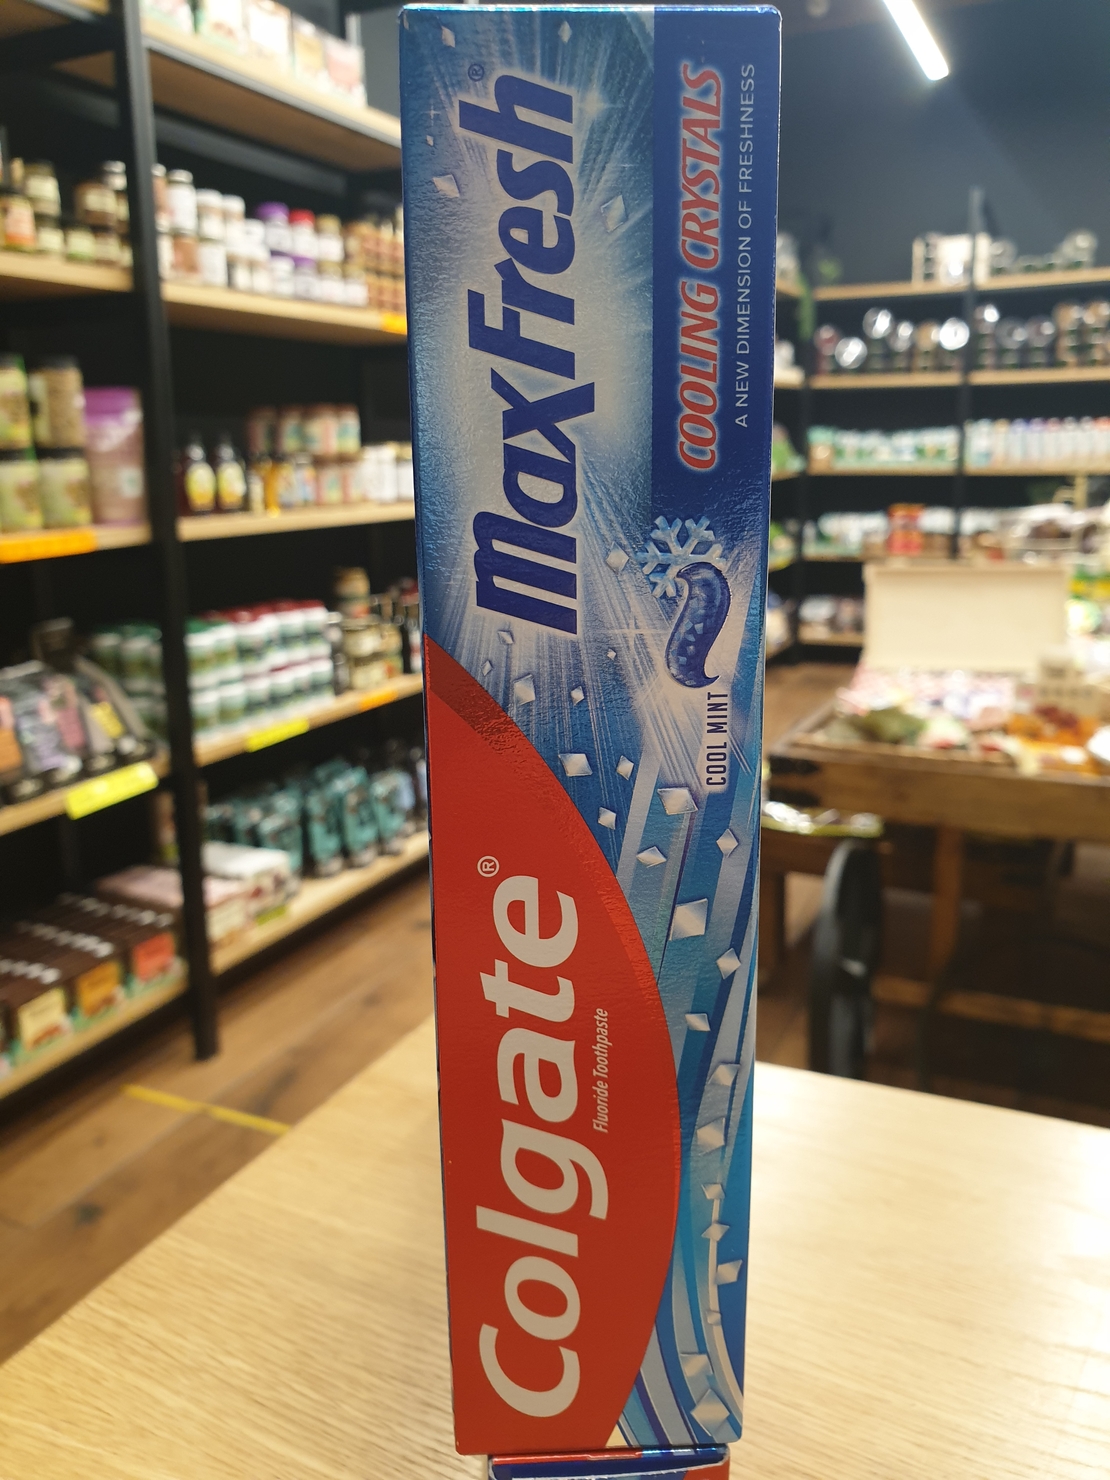 Colgate®
Fluoride Toothpaste
MaxFresh®
COOL MINT
COOLING CRYSTALS
A NEW DIMENSION OF FRESHNESS